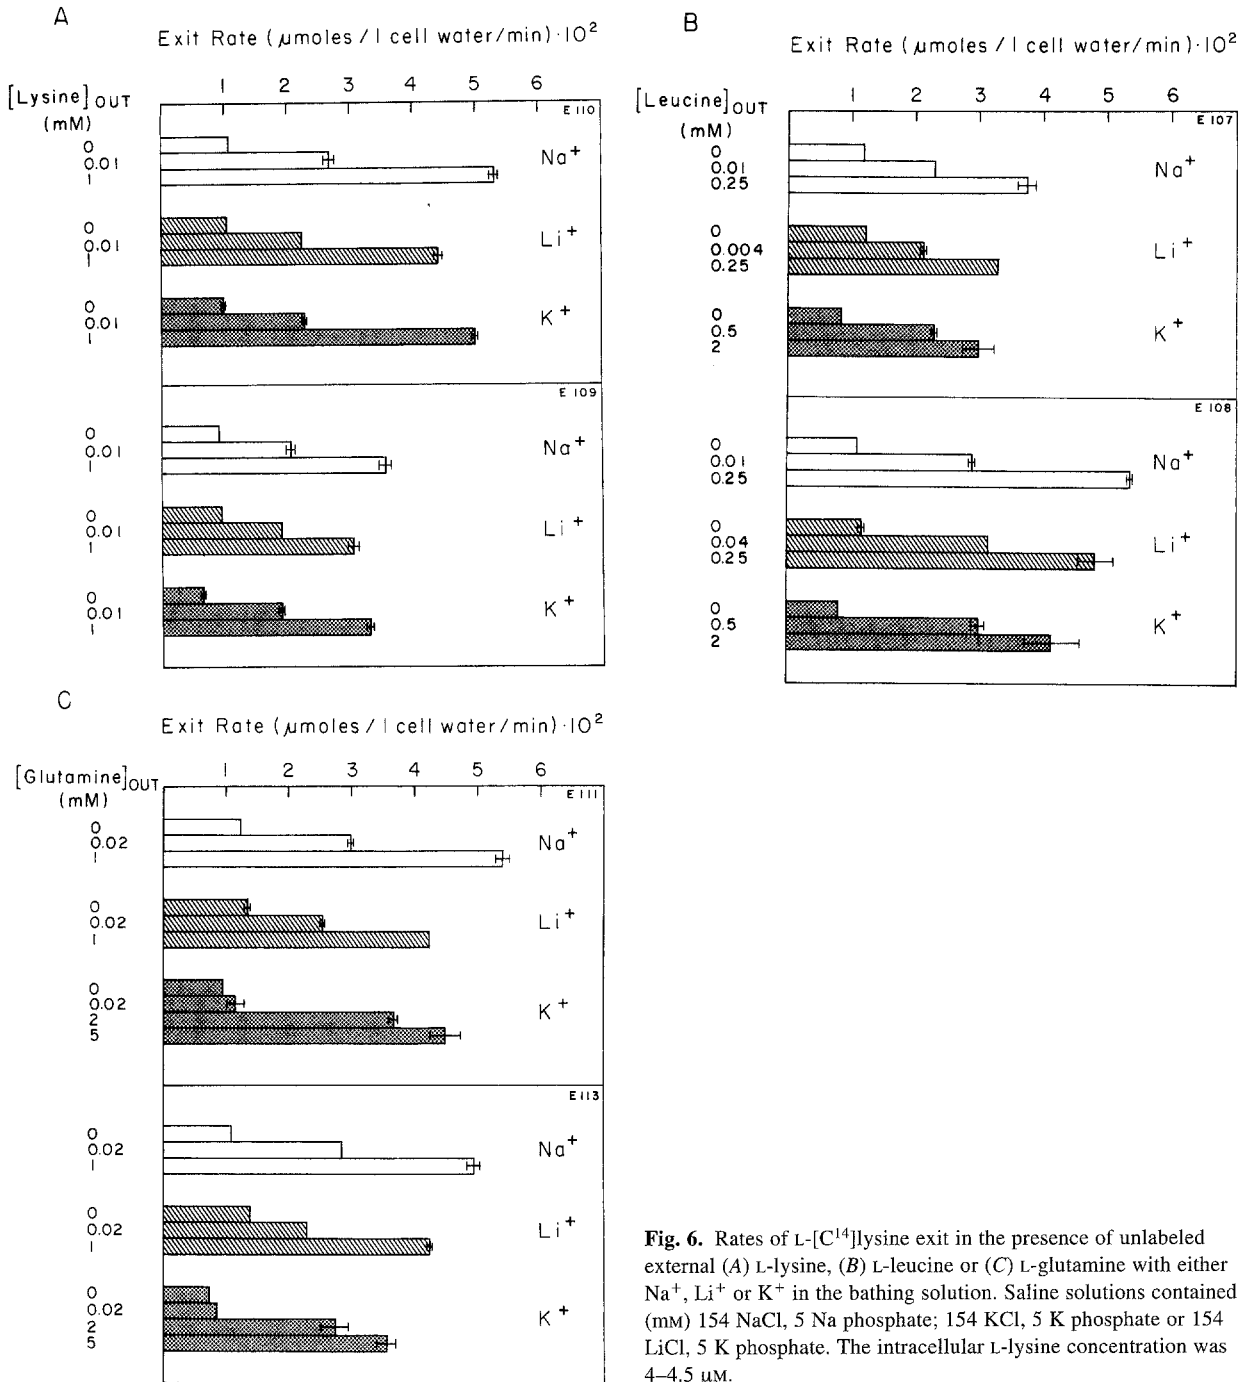 A
Exit Rate (μmoles / l cell water/min)·10²
[Lysine]OUT
(mM)
1 2 3 4 5 6
E 110
0
0.01
1
Na⁺
0
0.01
1
Li⁺
0
0.01
1
K⁺
E 109
0
0.01
1
Na⁺
0
0.01
1
Li⁺
0
0.01
1
K⁺
B
Exit Rate (μmoles / l cell water/min)·10²
[Leucine]OUT
(mM)
1 2 3 4 5 6
E 107
0
0.01
0.25
Na⁺
0
0.004
0.25
Li⁺
0
0.5
2
K⁺
E 108
0
0.01
0.25
Na⁺
0
0.04
0.25
Li⁺
0
0.5
2
K⁺
C
Exit Rate (μmoles / l cell water/min)·10²
[Glutamine]OUT
(mM)
1 2 3 4 5 6
E 111
0
0.02
1
Na⁺
0
0.02
1
Li⁺
0
0.02
2
5
K⁺
E 113
0
0.02
1
Na⁺
0
0.02
1
Li⁺
0
0.02
2
5
K⁺
Fig. 6. Rates of L-[C¹⁴]lysine exit in the presence of unlabeled
external (A) L-lysine, (B) L-leucine or (C) L-glutamine with either
Na⁺, Li⁺ or K⁺ in the bathing solution. Saline solutions contained
(mM) 154 NaCl, 5 Na phosphate; 154 KCl, 5 K phosphate or 154
LiCl, 5 K phosphate. The intracellular L-lysine concentration was
4–4.5 μM.